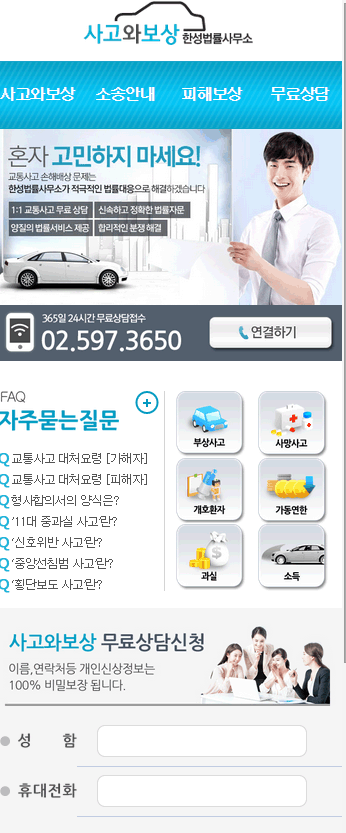 사고와보상 한성법률사무소
사고와보상 소송안내 피해보상 무료상담
혼자 고민하지 마세요!
교통사고 손해배상 문제는
한성법률사무소가 적극적인 법률대응으로 해결하겠습니다
1:1 교통사고 무료 상담 신속하고 정확한 법률자문
양질의 법률서비스 제공 합리적인 분쟁 해결
365일 24시간 무료상담접수
02.597.3650
연결하기
FAQ
자주묻는질문
Q 교통사고 대처요령 [가해자]
Q 교통사고 대처요령 [피해자]
Q 형사합의서의 양식은?
Q '11대 중과실 사고'란?
Q '신호위반 사고'란?
Q '중앙선침범 사고'란?
Q '횡단보도 사고'란?
부상사고 사망사고
개호환자 가동연한
과실 소득
사고와보상 무료상담신청
이름,연락처등 개인신상정보는
100% 비밀보장 됩니다.
성 함
휴대전화